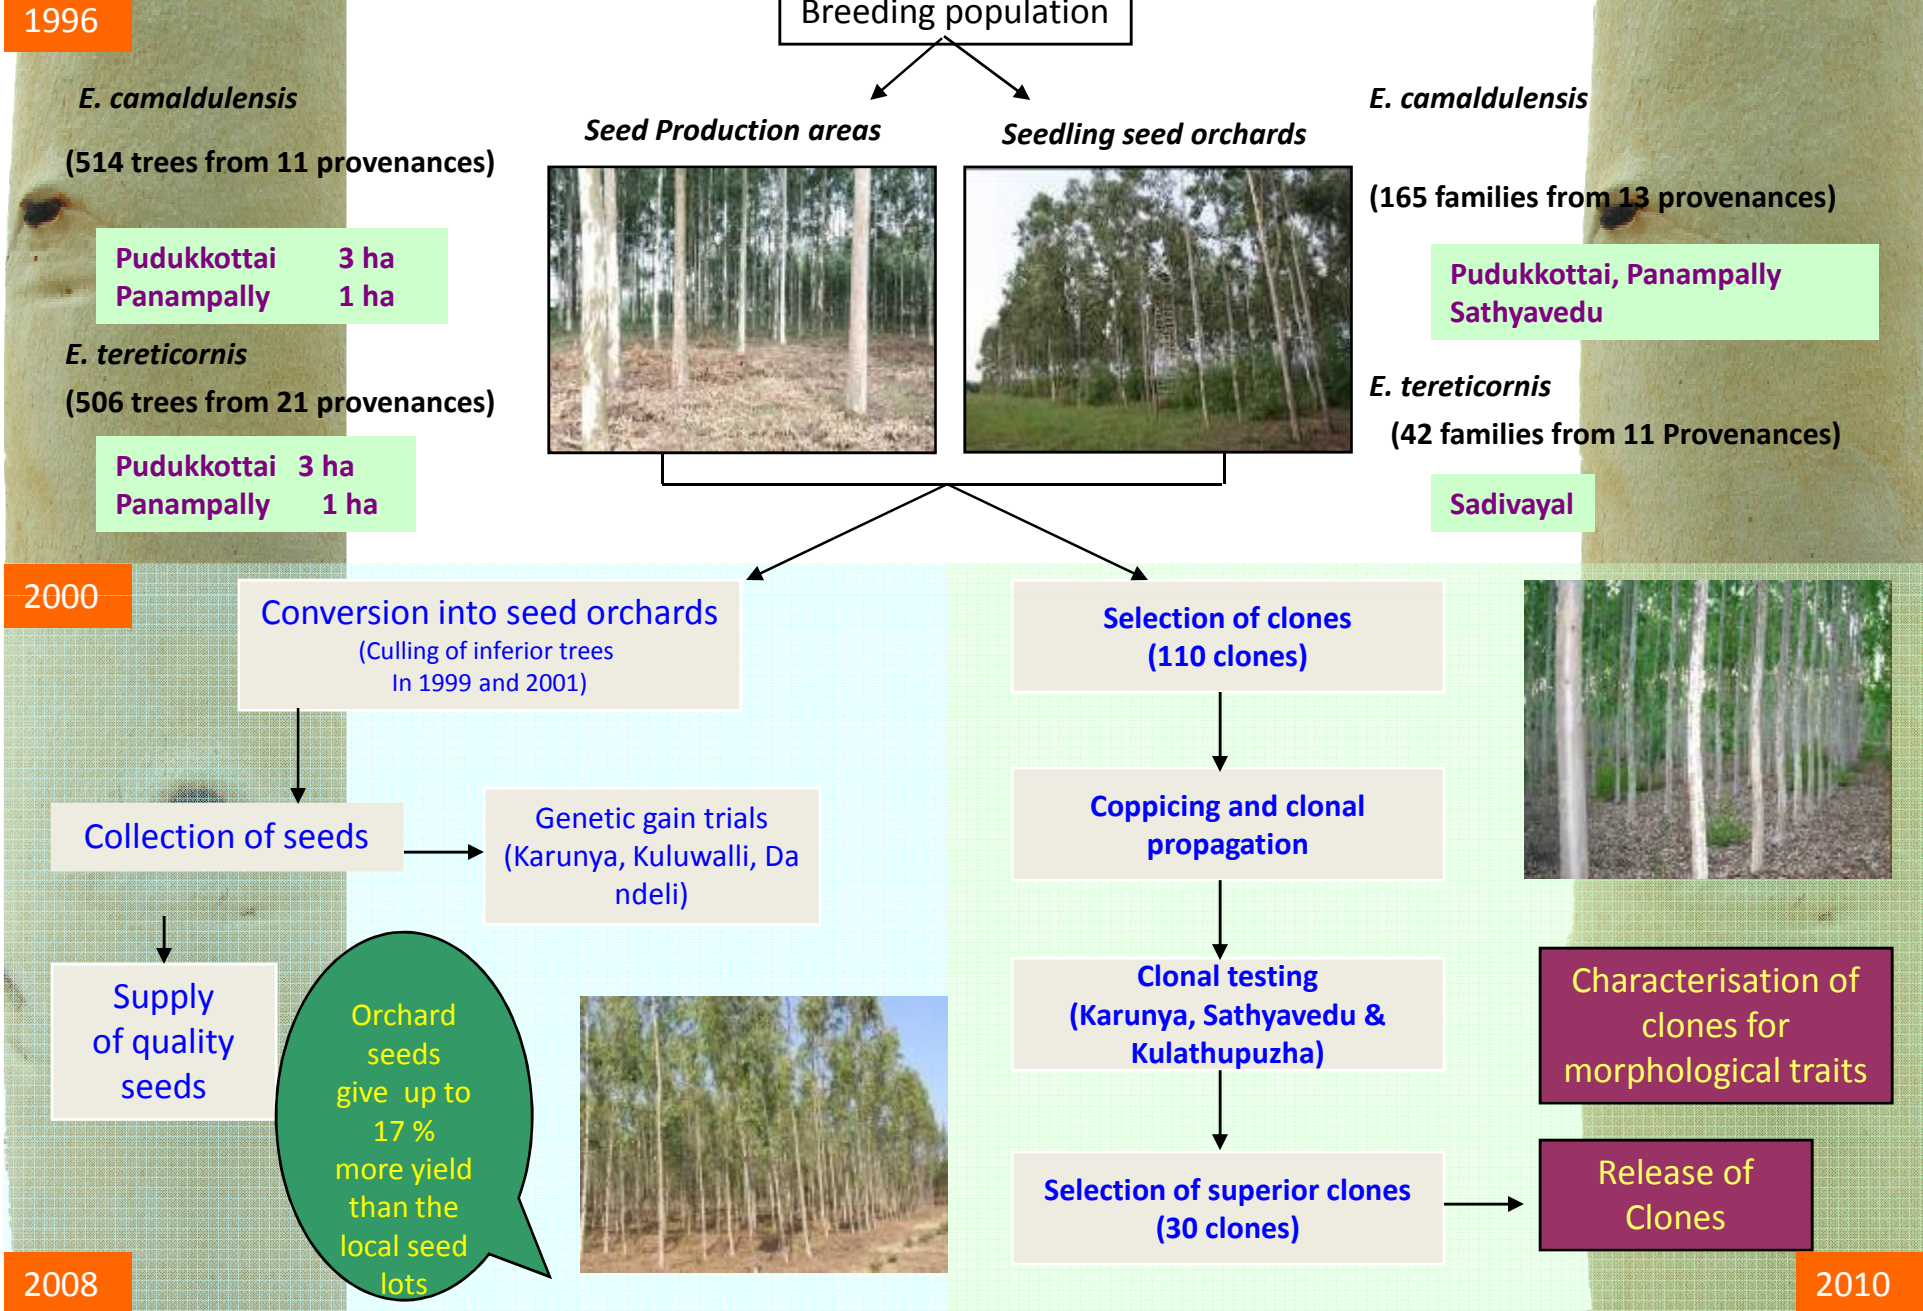 1996
Breeding population
E. camaldulensis
(514 trees from 11 provenances)
Pudukkottai 3 ha
Panampally 1 ha
E. tereticornis
(506 trees from 21 provenances)
Pudukkottai 3 ha
Panampally 1 ha
Seed Production areas
Seedling seed orchards
E. camaldulensis
(165 families from 13 provenances)
Pudukkottai, Panampally
Sathyavedu
E. tereticornis
(42 families from 11 Provenances)
Sadivayal
2000
Conversion into seed orchards
(Culling of inferior trees
In 1999 and 2001)
Collection of seeds
Genetic gain trials
(Karunya, Kuluwalli, Da
ndeli)
Supply
of quality
seeds
Orchard
seeds
give up to
17 %
more yield
than the
local seed
lots
2008
Selection of clones
(110 clones)
Coppicing and clonal
propagation
Clonal testing
(Karunya, Sathyavedu &
Kulathupuzha)
Selection of superior clones
(30 clones)
Characterisation of
clones for
morphological traits
Release of
Clones
2010